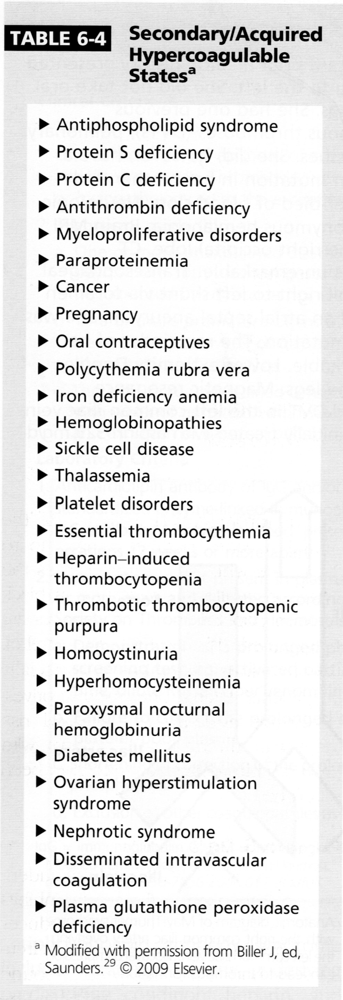 TABLE 6-4
Secondary/Acquired
Hypercoagulable
Statesᵃ
▶ Antiphospholipid syndrome
▶ Protein S deficiency
▶ Protein C deficiency
▶ Antithrombin deficiency
▶ Myeloproliferative disorders
▶ Paraproteinemia
▶ Cancer
▶ Pregnancy
▶ Oral contraceptives
▶ Polycythemia rubra vera
▶ Iron deficiency anemia
▶ Hemoglobinopathies
▶ Sickle cell disease
▶ Thalassemia
▶ Platelet disorders
▶ Essential thrombocythemia
▶ Heparin–induced
thrombocytopenia
▶ Thrombotic thrombocytopenic
purpura
▶ Homocystinuria
▶ Hyperhomocysteinemia
▶ Paroxysmal nocturnal
hemoglobinuria
▶ Diabetes mellitus
▶ Ovarian hyperstimulation
syndrome
▶ Nephrotic syndrome
▶ Disseminated intravascular
coagulation
▶ Plasma glutathione peroxidase
deficiency
ᵃ Modified with permission from Biller J, ed,
Saunders.²⁹ © 2009 Elsevier.